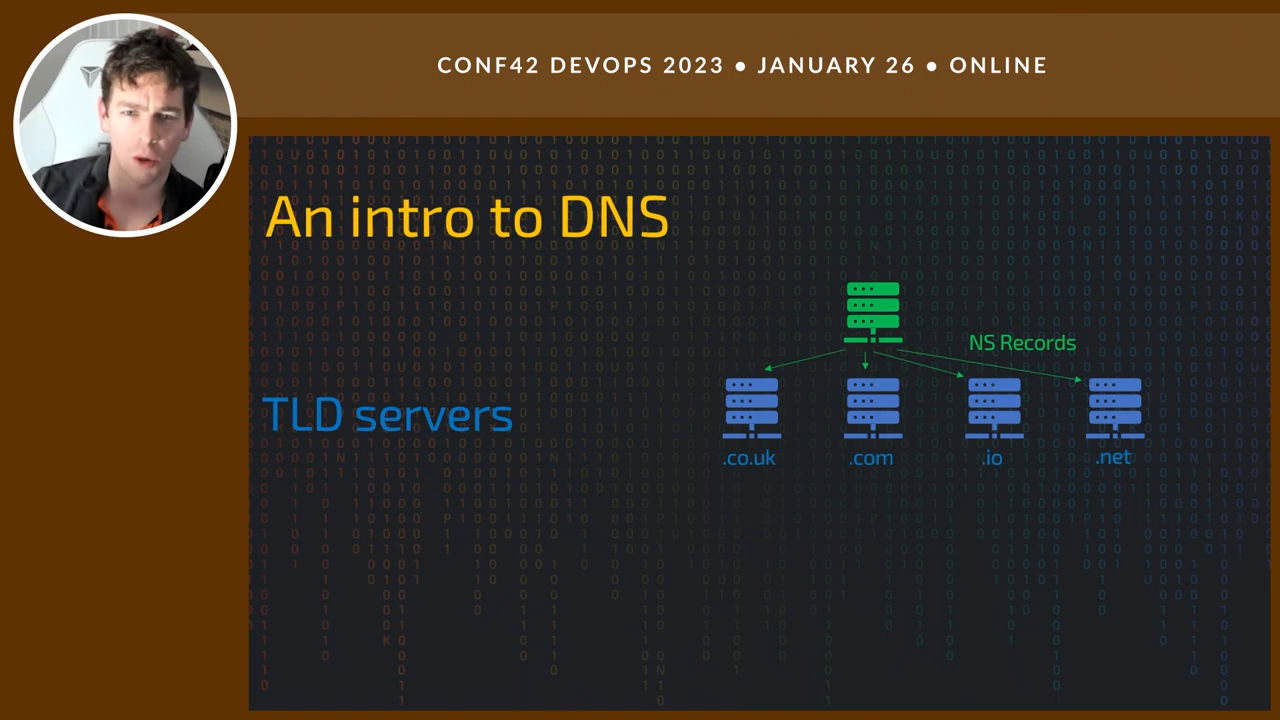 CONF42 DEVOPS 2023 • JANUARY 26 • ONLINE
An intro to DNS
NS Records
TLD servers
.co.uk
.com
.io
.net